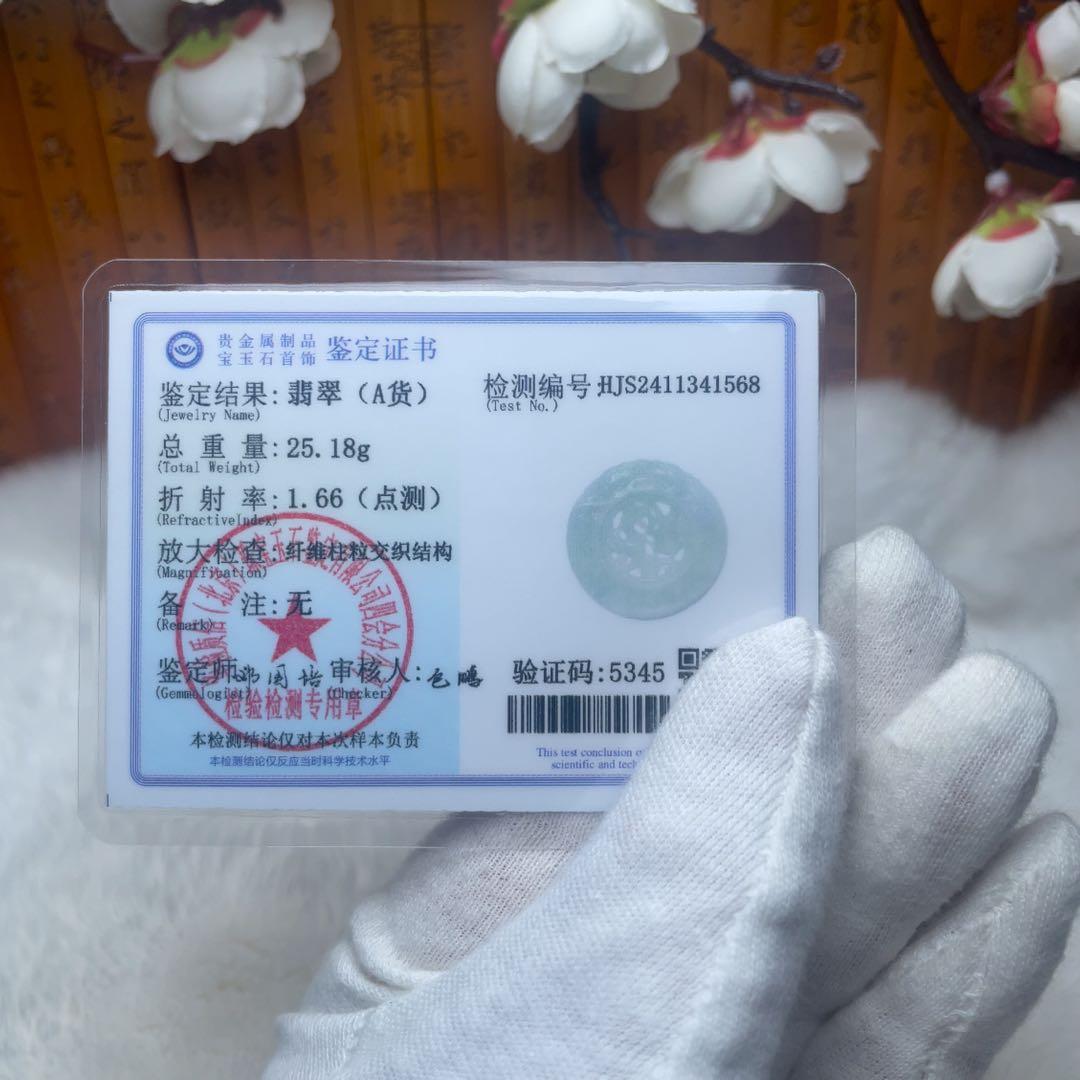 贵金属制品
宝玉石首饰 鉴定证书
鉴定结果: 翡翠（A货）
(Jewelry Name)
检测编号:HJS2411341568
(Test No.)
总重量: 25.18g
(Total Weight)
折射率: 1.66（点测）
(RefractiveIndex)
放大检查: 纤维柱粒交织结构
(Magnification)
备注: 无
(Remark)
鉴定师 审核人: 包鹏
(Gemmologist) (Checker)
检验检测专用章
本检测结论仅对本次样本负责
本检测结论仅反应当时科学技术水平
验证码:5345
This test conclusion
scientific and